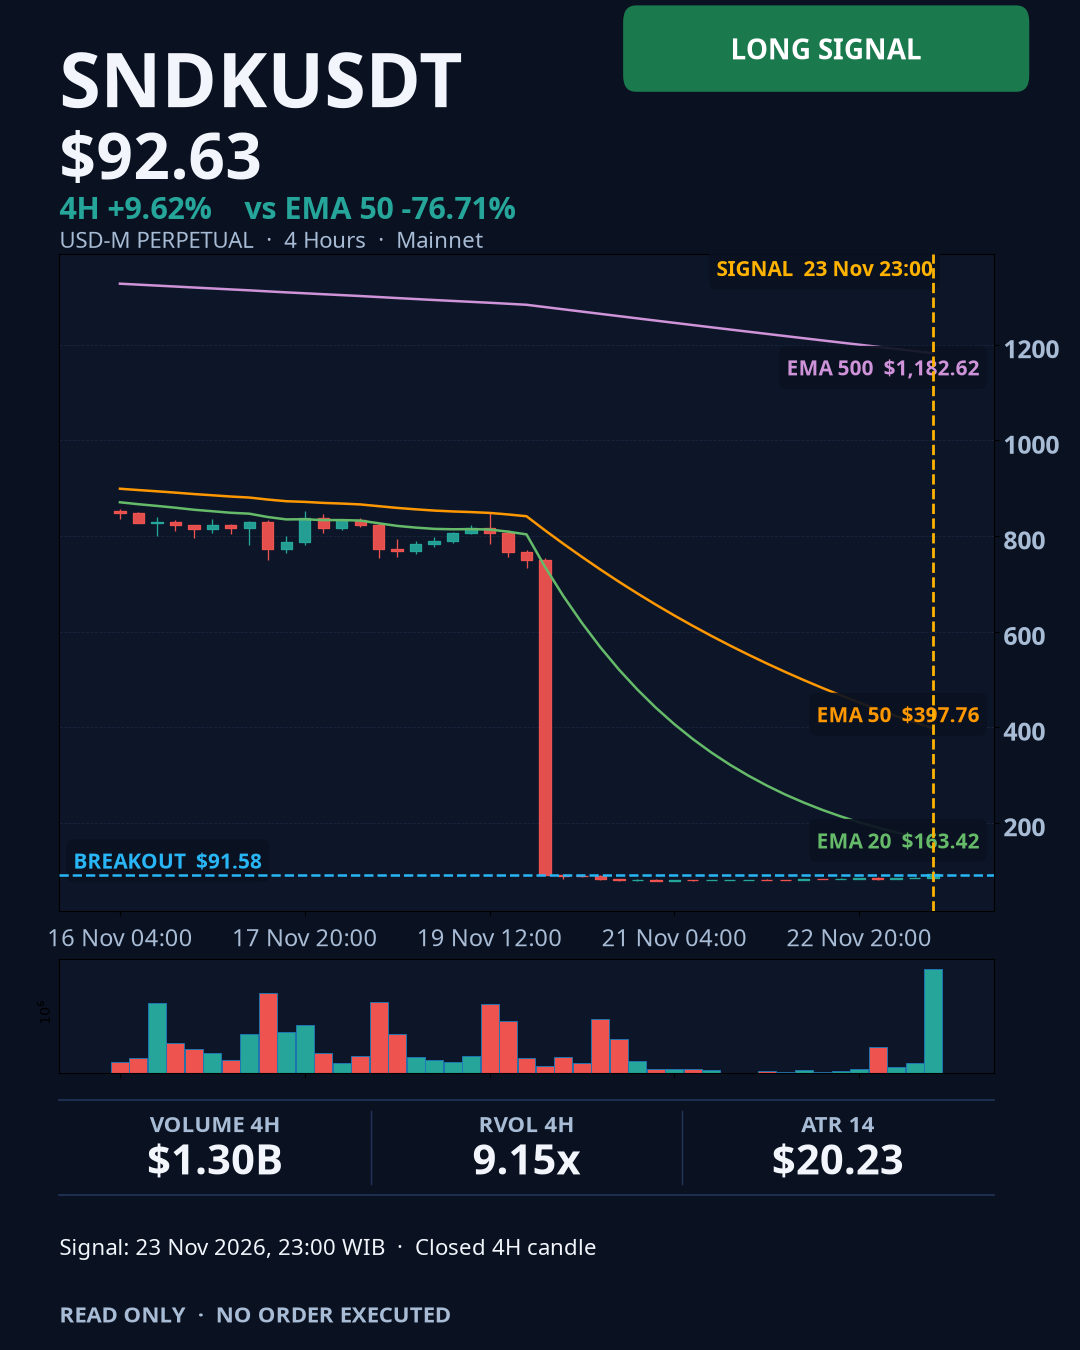 LONG SIGNAL
SNDKUSDT
$92.63
4H +9.62% vs EMA 50 -76.71%
USD-M PERPETUAL · 4 Hours · Mainnet
SIGNAL 23 Nov 23:00
1200
EMA 500 $1,182.62
1000
800
600
EMA 50 $397.76
400
200
EMA 20 $163.42
BREAKOUT $91.58
16 Nov 04:00 17 Nov 20:00 19 Nov 12:00 21 Nov 04:00 22 Nov 20:00
10⁶
VOLUME 4H RVOL 4H ATR 14
$1.30B 9.15x $20.23
Signal: 23 Nov 2026, 23:00 WIB · Closed 4H candle
READ ONLY · NO ORDER EXECUTED